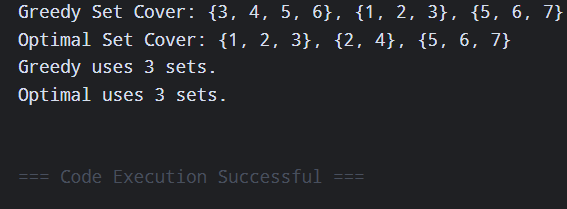 Greedy Set Cover: {3, 4, 5, 6}, {1, 2, 3}, {5, 6, 7}
Optimal Set Cover: {1, 2, 3}, {2, 4}, {5, 6, 7}
Greedy uses 3 sets.
Optimal uses 3 sets.
=== Code Execution Successful ===